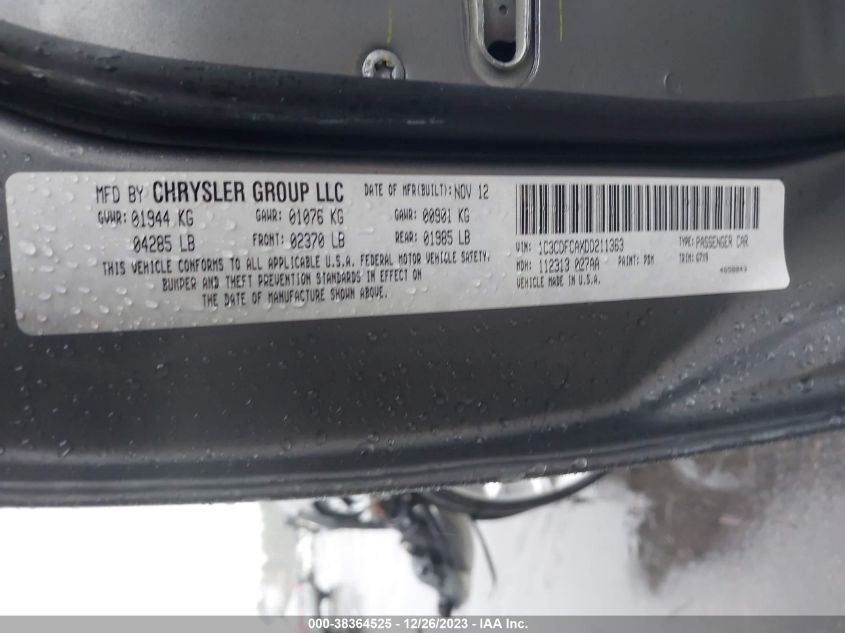 MFD BY CHRYSLER GROUP LLC DATE OF MFR(BUILT): NOV 12
GVWR: 01944 KG GAWR: 01076 KG GAWR: 00901 KG
04285 LB FRONT: 02370 LB REAR: 01985 LB
THIS VEHICLE CONFORMS TO ALL APPLICABLE U.S.A. FEDERAL MOTOR VEHICLE SAFETY,
BUMPER AND THEFT PREVENTION STANDARDS IN EFFECT ON
THE DATE OF MANUFACTURE SHOWN ABOVE.
VIN: 1C3CDFCAXDD211363 TYPE: PASSENGER CAR
MDH: 112313 027AA PAINT: PDM TRIM: G7X9
VEHICLE MADE IN U.S.A.
000-38364525 - 12/26/2023 - IAA Inc.